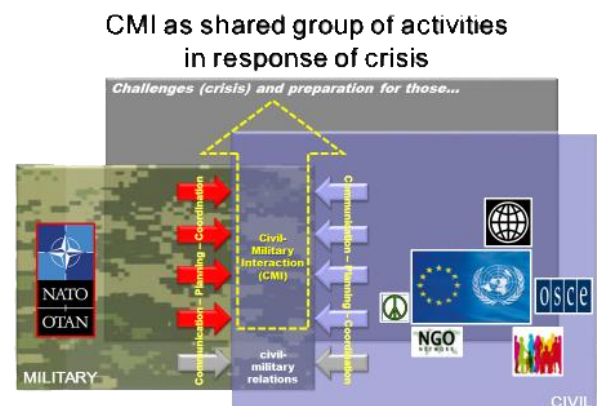 CMI as shared group of activities
in response of crisis
Challenges (crisis) and preparation for those...
Communication – Planning – Coordination
Civil-
Military
Interaction
(CMI)
Communication – Planning – Coordination
civil-
military
relations
NATO
OTAN
MILITARY
osce
NGO
NETWORK
CIVIL